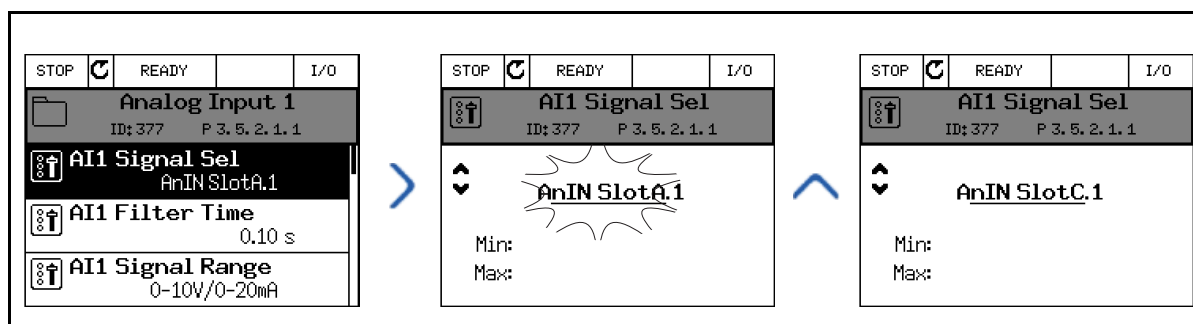 STOP READY I/O
Analog Input 1
ID:377 P3.5.2.1.1
AI1 Signal Sel
AnIN SlotA.1
AI1 Filter Time
0.10 s
AI1 Signal Range
0-10V/0-20mA
STOP READY I/O
AI1 Signal Sel
ID:377 P3.5.2.1.1
AnIN SlotA.1
Min:
Max:
STOP READY I/O
AI1 Signal Sel
ID:377 P3.5.2.1.1
AnIN SlotC.1
Min:
Max: